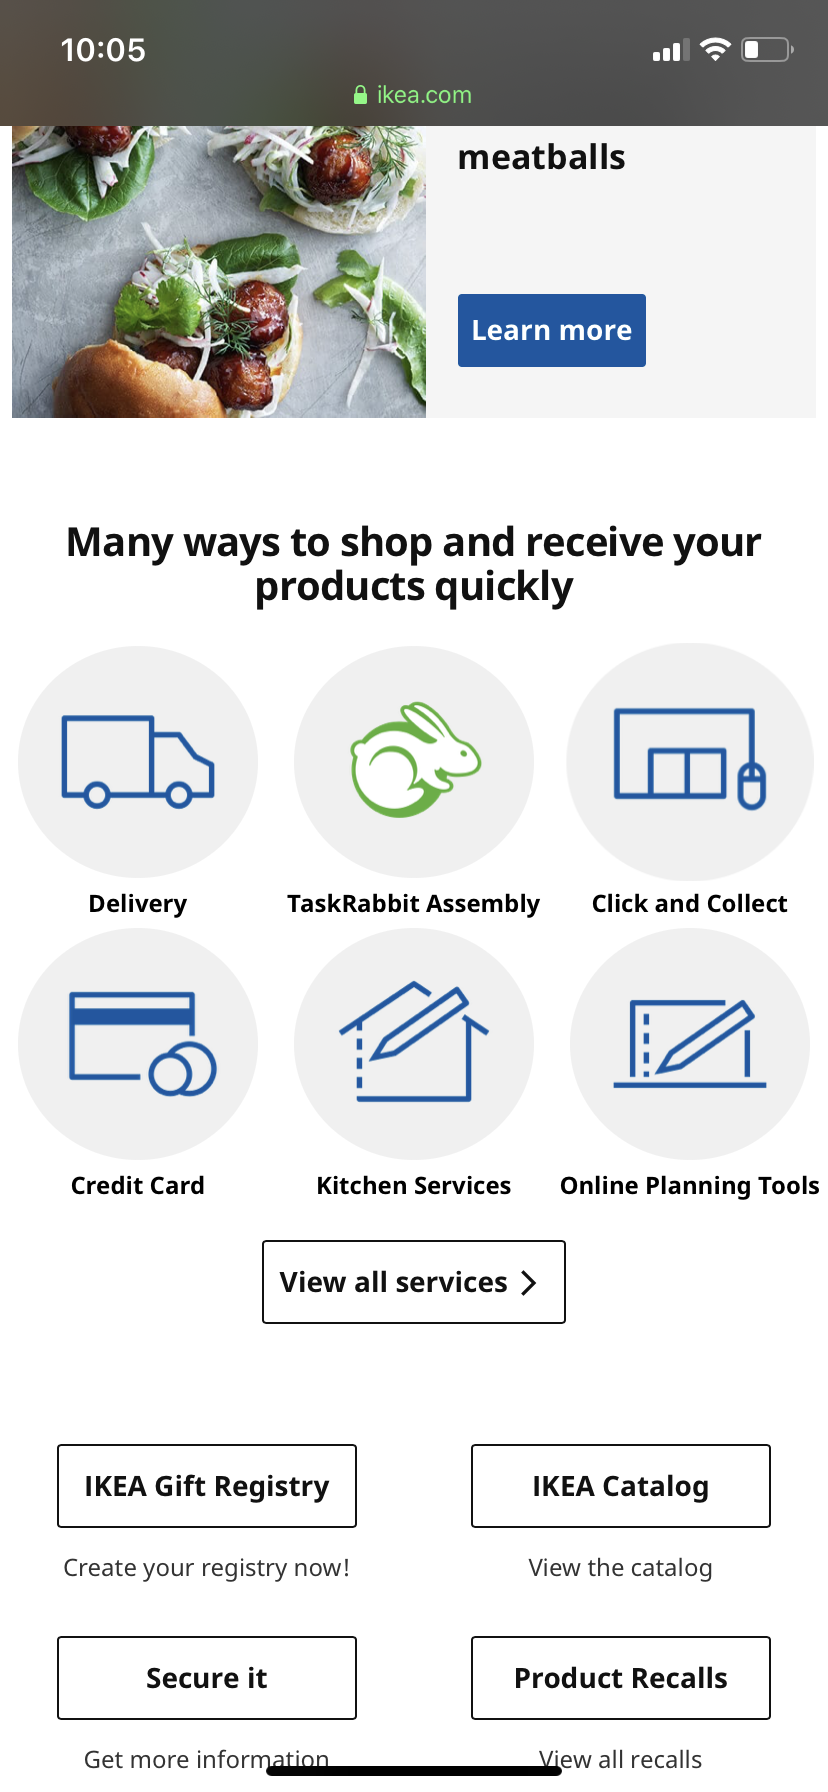 10:05
ikea.com
meatballs
Learn more
Many ways to shop and receive your
products quickly
Delivery
TaskRabbit Assembly
Click and Collect
Credit Card
Kitchen Services
Online Planning Tools
View all services
IKEA Gift Registry
IKEA Catalog
Create your registry now!
View the catalog
Secure it
Product Recalls
Get more information
View all recalls